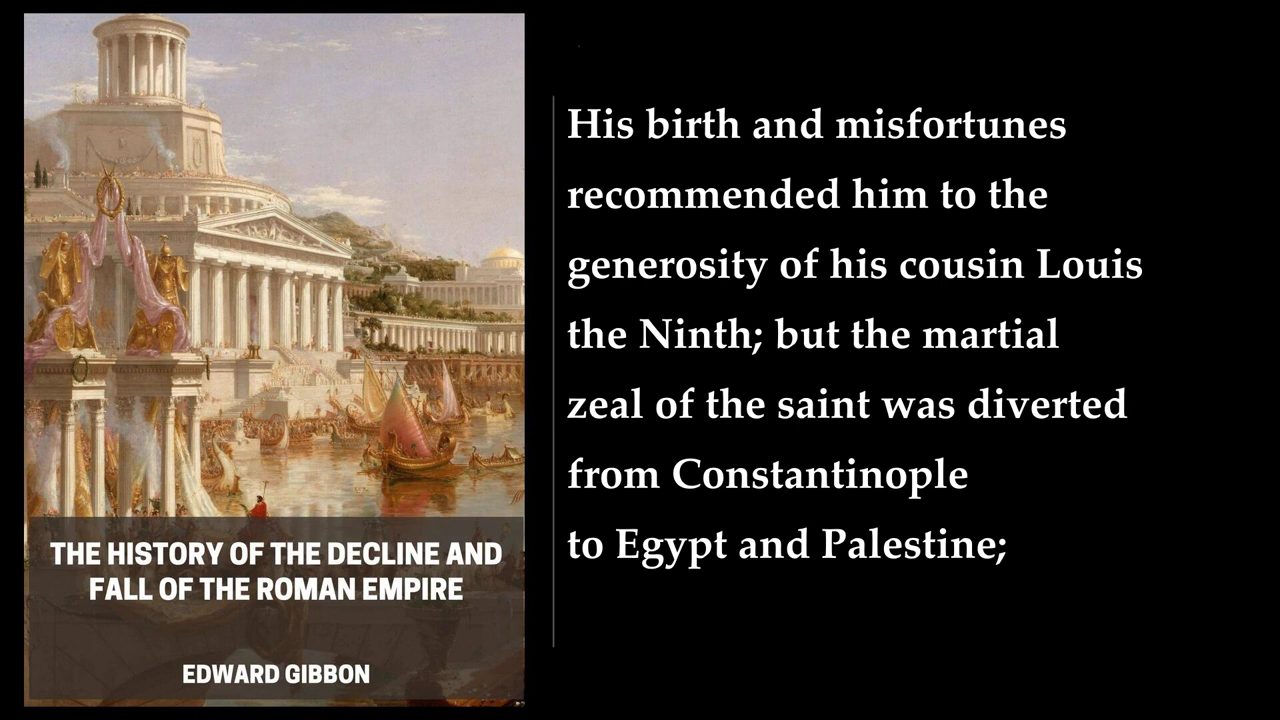 THE HISTORY OF THE DECLINE AND
FALL OF THE ROMAN EMPIRE
EDWARD GIBBON
His birth and misfortunes
recommended him to the
generosity of his cousin Louis
the Ninth; but the martial
zeal of the saint was diverted
from Constantinople
to Egypt and Palestine;